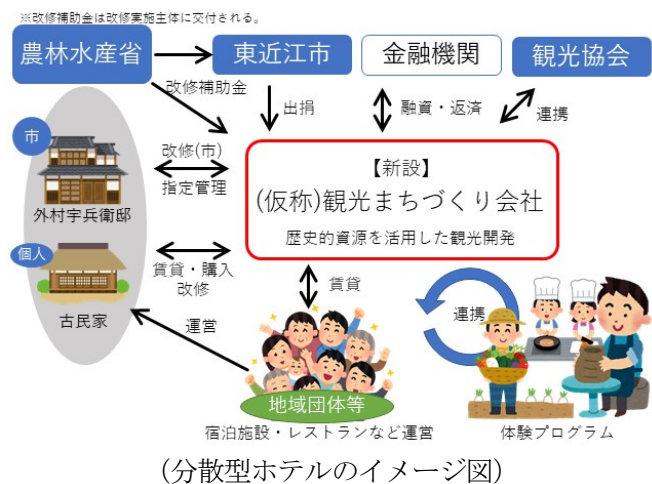 ※改修補助金は改修実施主体に交付される。
農林水産省
東近江市
金融機関
観光協会
改修補助金
出捐
融資・返済
連携
市
改修(市)
指定管理
外村宇兵衛邸
【新設】
(仮称)観光まちづくり会社
歴史的資源を活用した観光開発
個人
賃貸・購入
改修
古民家
賃貸
連携
運営
地域団体等
宿泊施設・レストランなど運営
体験プログラム
(分散型ホテルのイメージ図)